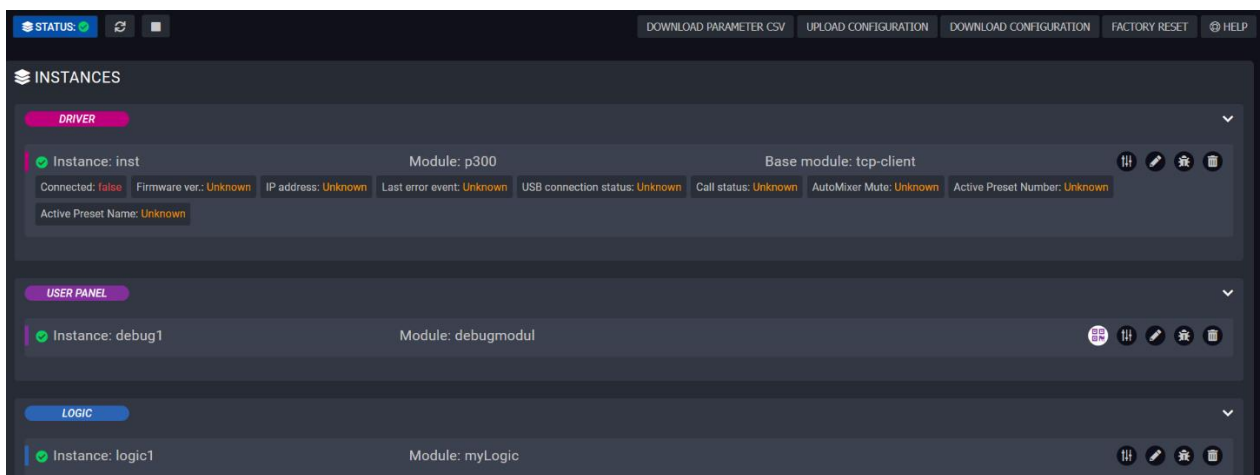 STATUS: DOWNLOAD PARAMETER CSV UPLOAD CONFIGURATION DOWNLOAD CONFIGURATION FACTORY RESET HELP
INSTANCES
DRIVER
Instance: inst Module: p300 Base module: tcp-client
Connected: false Firmware ver.: Unknown IP address: Unknown Last error event: Unknown USB connection status: Unknown Call status: Unknown AutoMixer Mute: Unknown Active Preset Number: Unknown
Active Preset Name: Unknown
USER PANEL
Instance: debug1 Module: debugmodul
LOGIC
Instance: logic1 Module: myLogic